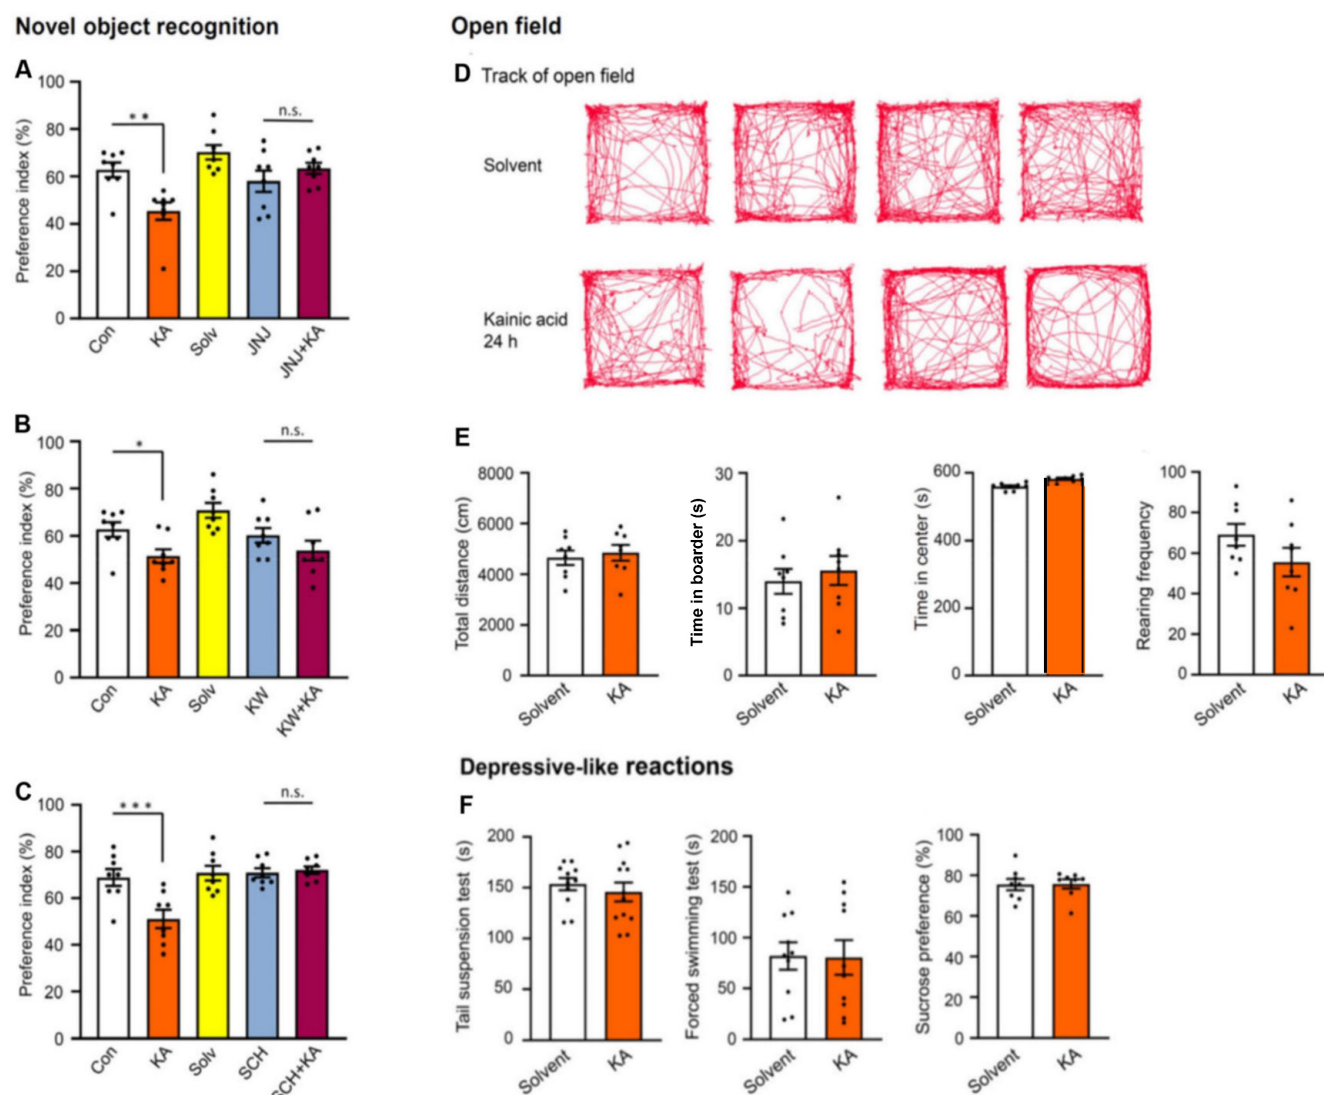 Novel object recognition
Open field
A
100
80
60
40
20
0
Preference index (%)
* *
n.s.
Con
KA
Solv
JNJ
JNJ+KA
D Track of open field
Solvent
Kainic acid
24 h
B
100
80
60
40
20
0
Preference index (%)
*
n.s.
Con
KA
Solv
KW
KW+KA
E
8000
6000
4000
2000
0
Total distance (cm)
Solvent
KA
30
20
10
0
Time in boarder (s)
Solvent
KA
600
400
200
0
Time in center (s)
Solvent
KA
100
80
60
40
20
0
Rearing frequency
Solvent
KA
C
100
80
60
40
20
0
Preference index (%)
* * *
n.s.
Con
KA
Solv
SCH
SCH+KA
Depressive-like reactions
F
200
150
100
50
0
Tail suspension test (s)
Solvent
KA
200
150
100
50
0
Forced swimming test (s)
Solvent
KA
100
80
60
40
20
0
Sucrose preference (%)
Solvent
KA